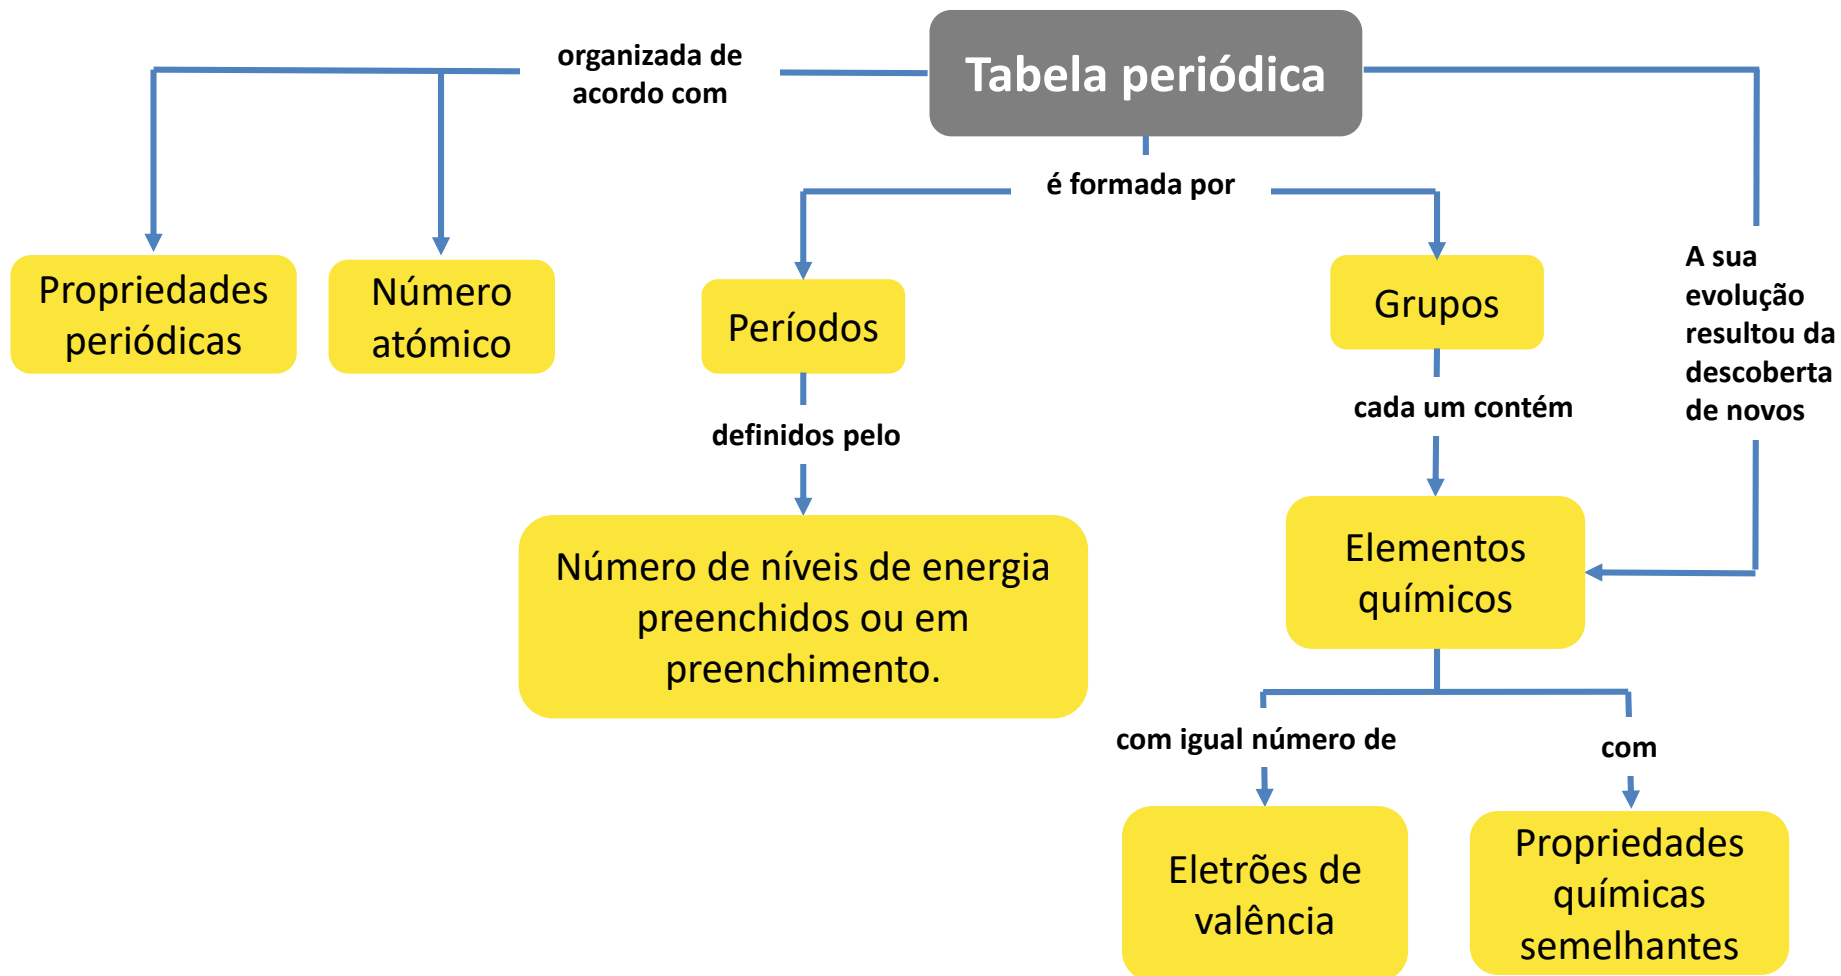 Tabela periódica
organizada de
acordo com
Propriedades
periódicas
Número
atómico
é formada por
Períodos
definidos pelo
Número de níveis de energia
preenchidos ou em
preenchimento.
Grupos
cada um contém
Elementos
químicos
A sua
evolução
resultou da
descoberta
de novos
com igual número de
Eletrões de
valência
com
Propriedades
químicas
semelhantes